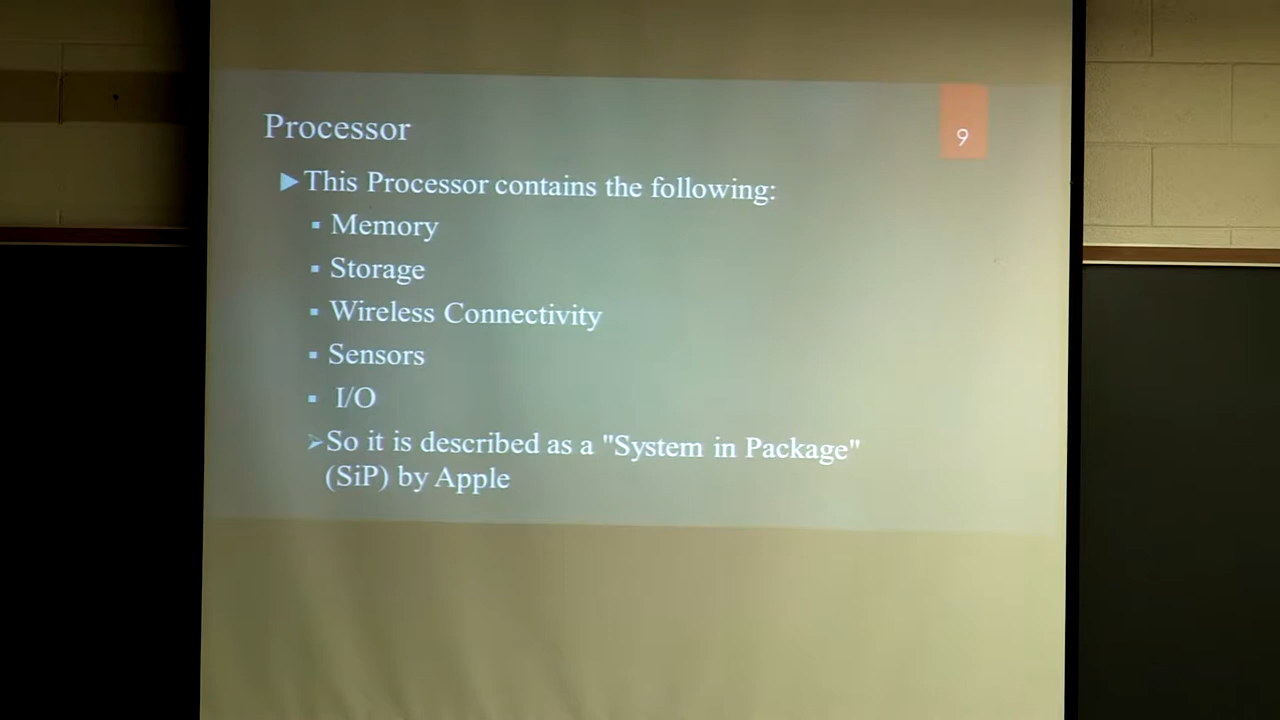 Processor
9
▶This Processor contains the following:
▪ Memory
▪ Storage
▪ Wireless Connectivity
▪ Sensors
▪ I/O
➢So it is described as a "System in Package"
(SiP) by Apple